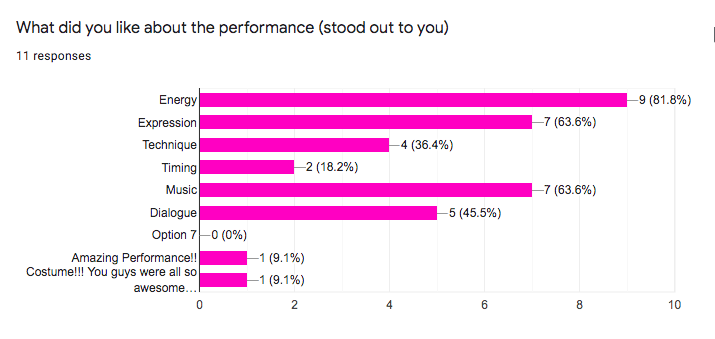 What did you like about the performance (stood out to you)
11 responses
Energy
9 (81.8%)
Expression
7 (63.6%)
Technique
4 (36.4%)
Timing
2 (18.2%)
Music
7 (63.6%)
Dialogue
5 (45.5%)
Option 7
0 (0%)
Amazing Performance!!
1 (9.1%)
Costume!!! You guys were all so
awesome…
1 (9.1%)
0 2 4 6 8 10